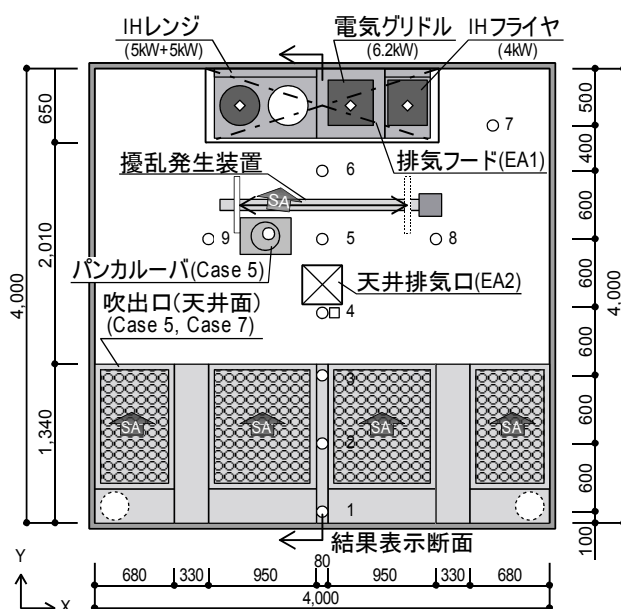 IHレンジ
(5kW+5kW)
電気グリドル
(6.2kW)
IHフライヤ
(4kW)
650
500
7
400
擾乱発生装置
6
排気フード(EA1)
SA
600
2,010
9
5
8
4,000
4,000
パンカルーバ(Case 5)
天井排気口(EA2)
600
吹出口(天井面)
(Case 5, Case 7)
4
600
3
SA
SA
SA
SA
600
1,340
2
600
1
結果表示断面
100
Y
X
80
680
330
950
950
330
680
4,000